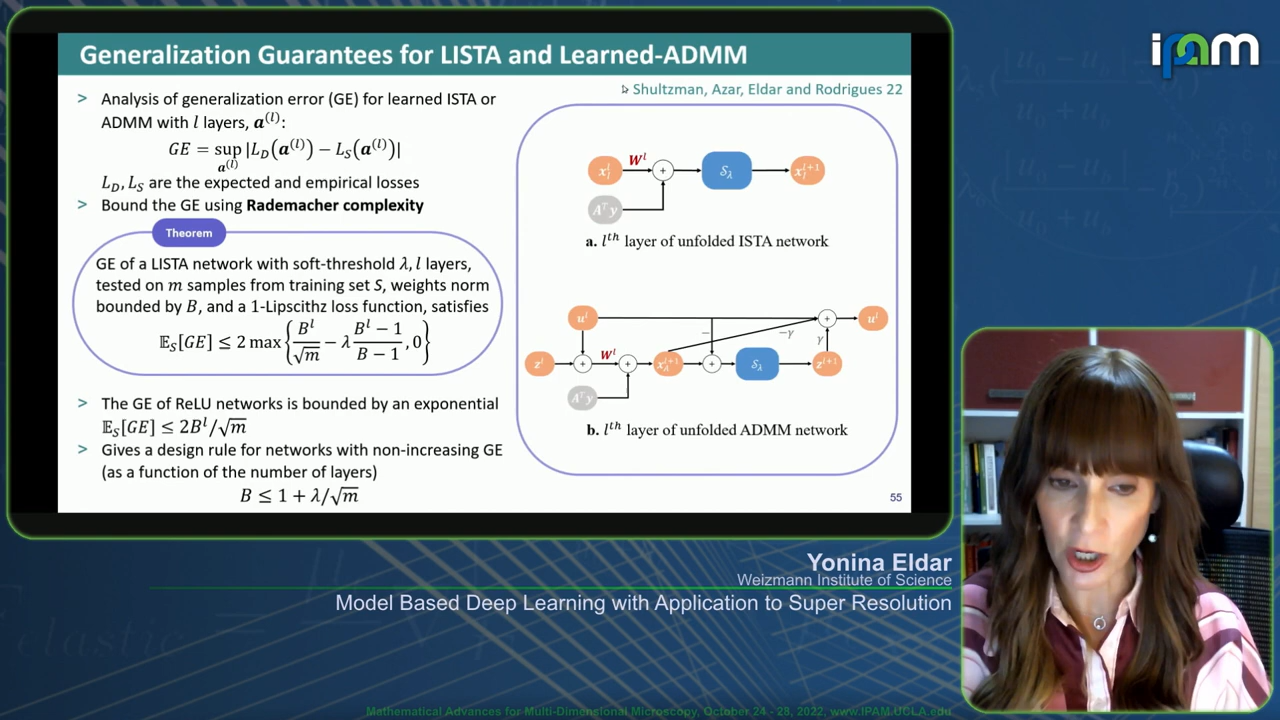 Generalization Guarantees for LISTA and Learned-ADMM
Shultzman, Azar, Eldar and Rodrigues 22
> Analysis of generalization error (GE) for learned ISTA or
ADMM with l layers, a^(l):
GE = sup_{a^(l)} |L_D(a^(l)) − L_S(a^(l))|
L_D, L_S are the expected and empirical losses
> Bound the GE using Rademacher complexity
Theorem
GE of a LISTA network with soft-threshold λ, l layers,
tested on m samples from training set S, weights norm
bounded by B, and a 1-Lipscithz loss function, satisfies
𝔼_S[GE] ≤ 2 max{B^l/√m − λ (B^l − 1)/(B − 1), 0}
> The GE of ReLU networks is bounded by an exponential
𝔼_S[GE] ≤ 2B^l/√m
> Gives a design rule for networks with non-increasing GE
(as a function of the number of layers)
B ≤ 1 + λ/√m
x_l^l W^l + S_λ x_l^{l+1}
A^T y
a. l^th layer of unfolded ISTA network
u^l − −γ + u^l
γ
z^l + W^l + x_λ^{(l+1)} + S_λ z^{l+1}
A^T y
b. l^th layer of unfolded ADMM network
55
ipam
Yonina Eldar
Weizmann Institute of Science
Model Based Deep Learning with Application to Super Resolution
Mathematical Advances for Multi-Dimensional Microscopy, October 24 - 28, 2022, www.IPAM.UCLA.edu